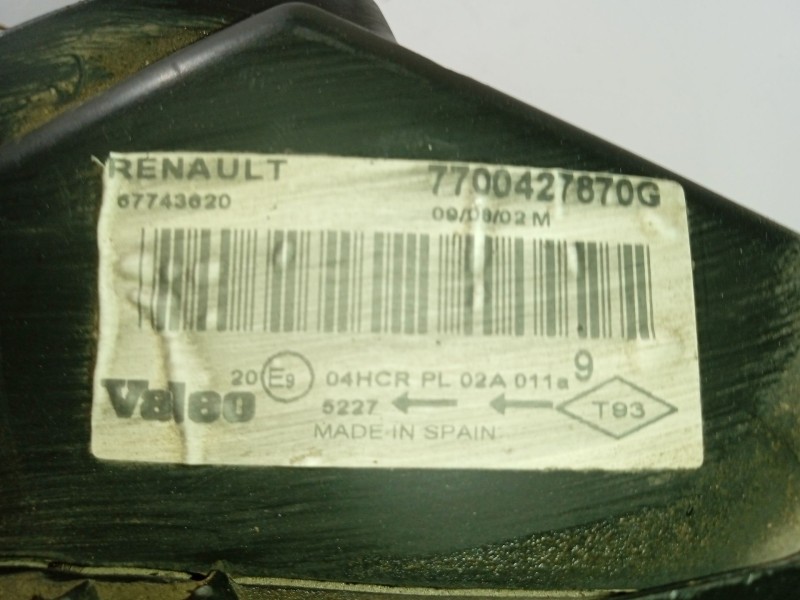 RENAULT 7700427870G
67743620 09/08/02 M
9
20 E9 04HCR PL 02A 011a
Valeo 5227 T93
MADE-IN SPAIN